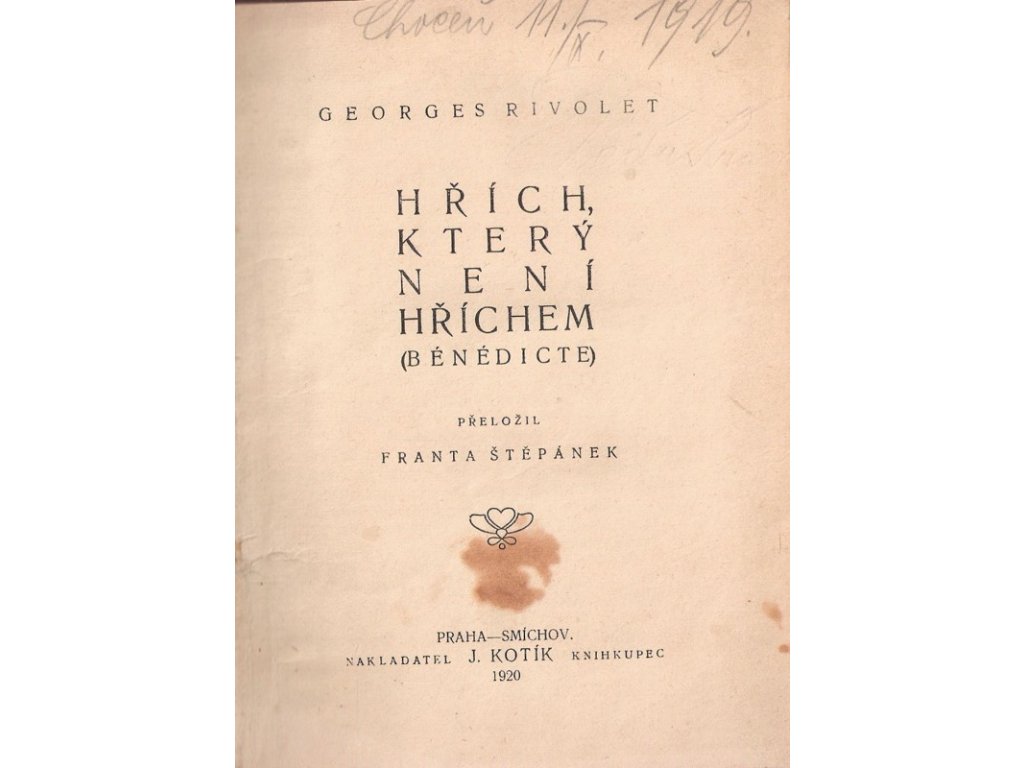 Choceň 11./IX. 1919.
GEORGES RIVOLET
HŘÍCH,
KTERÝ
NENÍ
HŘÍCHEM
(BÉNÉDICTE)
PŘELOŽIL
FRANTA ŠTĚPÁNEK
PRAHA—SMÍCHOV.
NAKLADATEL J. KOTÍK KNIHKUPEC
1920